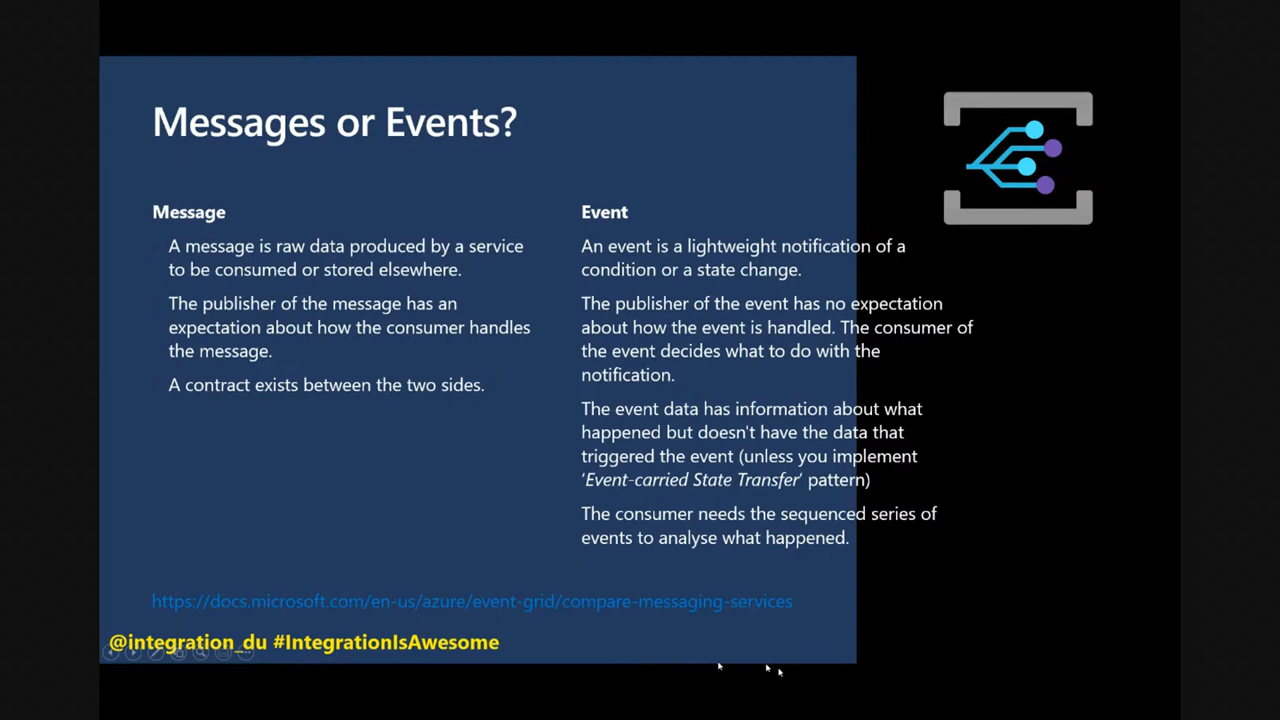 Messages or Events?
Message
A message is raw data produced by a service
to be consumed or stored elsewhere.
The publisher of the message has an
expectation about how the consumer handles
the message.
A contract exists between the two sides.
Event
An event is a lightweight notification of a
condition or a state change.
The publisher of the event has no expectation
about how the event is handled. The consumer of
the event decides what to do with the
notification.
The event data has information about what
happened but doesn't have the data that
triggered the event (unless you implement
'Event-carried State Transfer' pattern)
The consumer needs the sequenced series of
events to analyse what happened.
https://docs.microsoft.com/en-us/azure/event-grid/compare-messaging-services
@integration_du #IntegrationIsAwesome